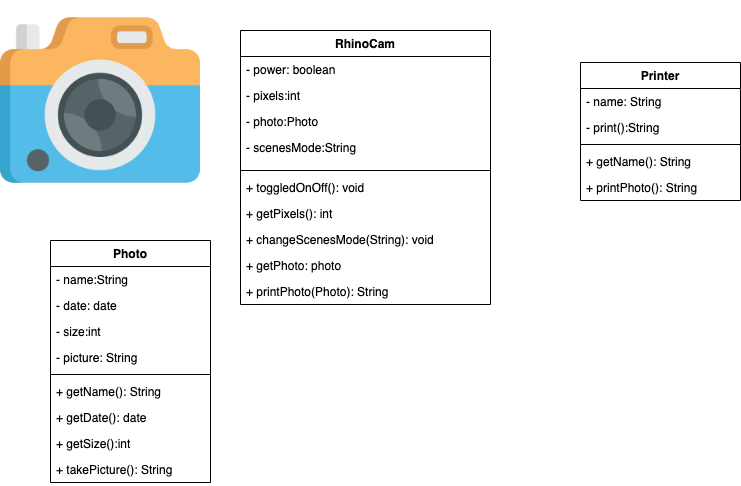 RhinoCam
- power: boolean
- pixels:int
- photo:Photo
- scenesMode:String
+ toggledOnOff(): void
+ getPixels(): int
+ changeScenesMode(String): void
+ getPhoto: photo
+ printPhoto(Photo): String
Printer
- name: String
- print():String
+ getName(): String
+ printPhoto(): String
Photo
- name:String
- date: date
- size:int
- picture: String
+ getName(): String
+ getDate(): date
+ getSize():int
+ takePicture(): String